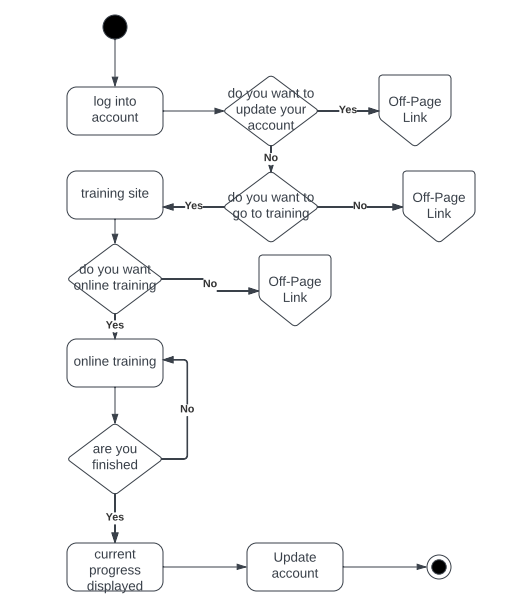 log into
account
do you want to
update your
account
Yes
Off-Page
Link
No
training site
Yes
do you want to
go to training
No
Off-Page
Link
do you want
online training
No
Off-Page
Link
Yes
online training
No
are you
finished
Yes
current
progress
displayed
Update
account